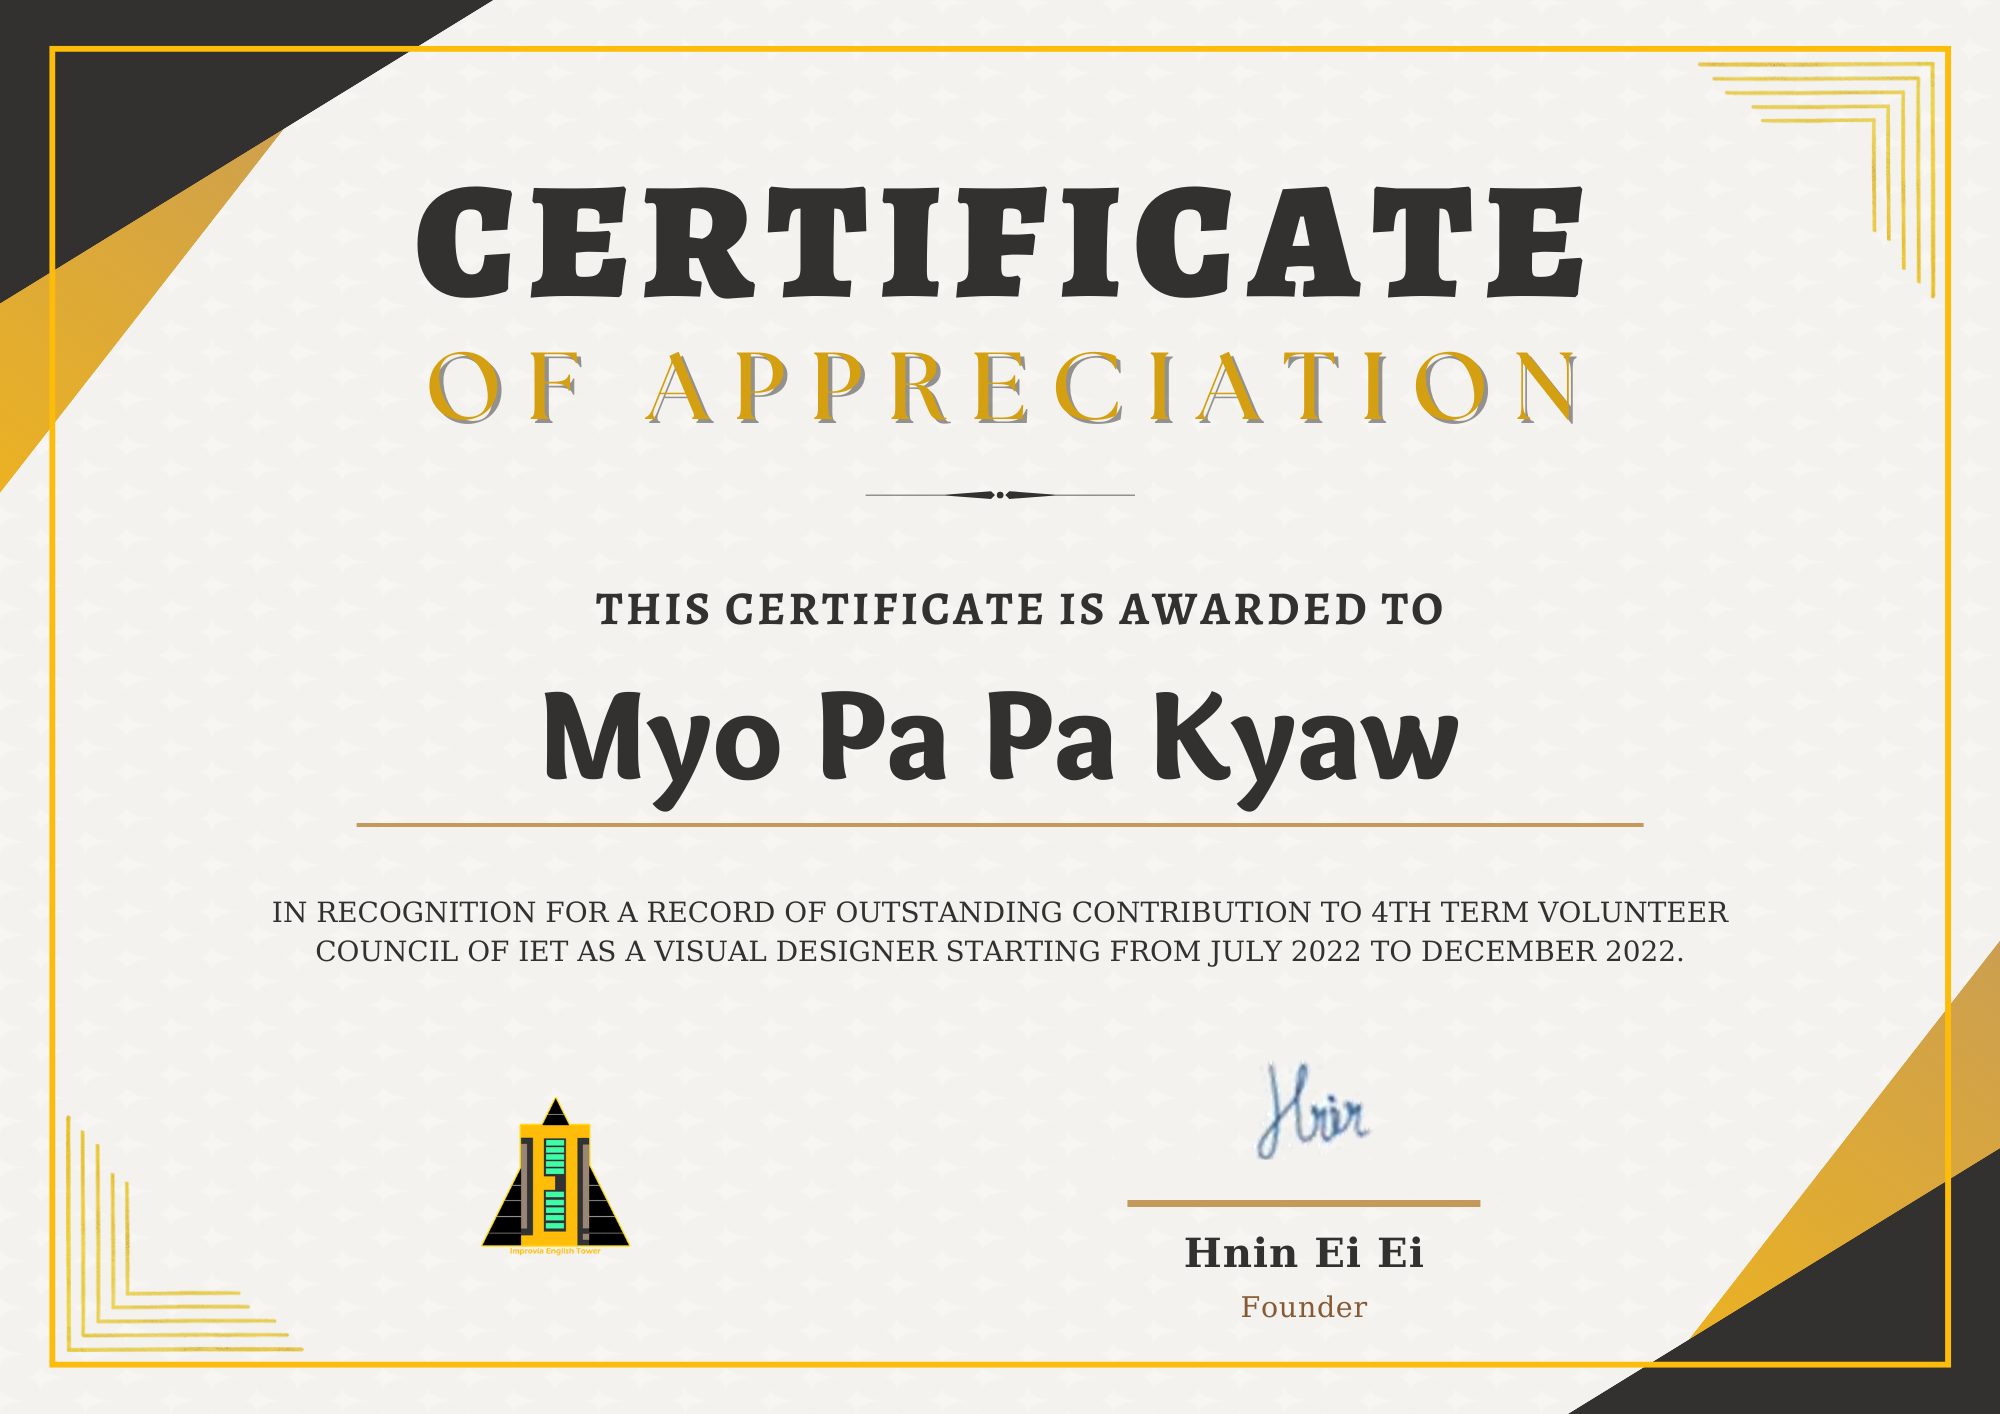 CERTIFICATE
OF APPRECIATION
THIS CERTIFICATE IS AWARDED TO
Myo Pa Pa Kyaw
IN RECOGNITION FOR A RECORD OF OUTSTANDING CONTRIBUTION TO 4TH TERM VOLUNTEER
COUNCIL OF IET AS A VISUAL DESIGNER STARTING FROM JULY 2022 TO DECEMBER 2022.
Improvia English Tower
Hnin
Hnin Ei Ei
Founder